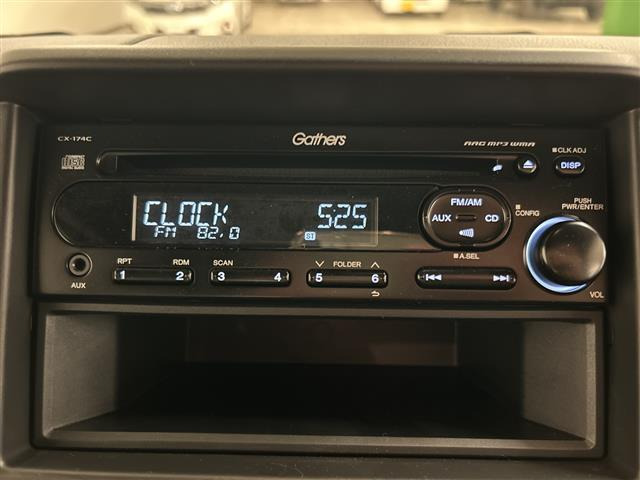 CX-174C Gathers AAC MP3 WMA
■CLK ADJ
DISP
CLOCK 5:25
FM 82.0 ST
FM/AM
AUX CD
■CONFIG
PUSH
PWR/ENTER
■A.SEL
VOL
AUX
RPT RDM SCAN FOLDER
1 2 3 4 5 6